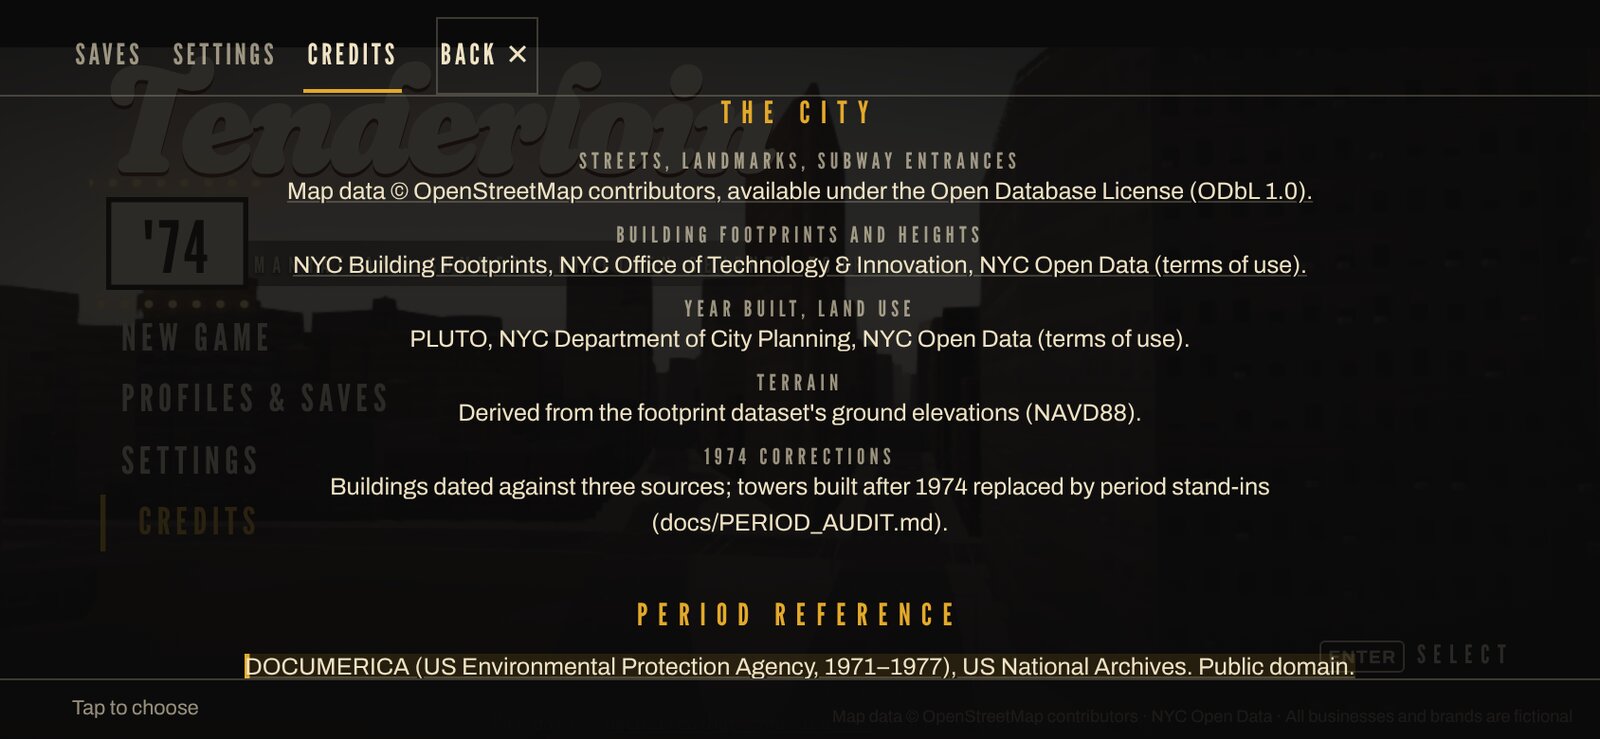 SAVES SETTINGS CREDITS BACK ✕
Tenderloin
THE CITY
STREETS, LANDMARKS, SUBWAY ENTRANCES
Map data © OpenStreetMap contributors, available under the Open Database License (ODbL 1.0).
'74
BUILDING FOOTPRINTS AND HEIGHTS
NYC Building Footprints, NYC Office of Technology & Innovation, NYC Open Data (terms of use).
YEAR BUILT, LAND USE
PLUTO, NYC Department of City Planning, NYC Open Data (terms of use).
TERRAIN
Derived from the footprint dataset's ground elevations (NAVD88).
1974 CORRECTIONS
Buildings dated against three sources; towers built after 1974 replaced by period stand-ins
(docs/PERIOD_AUDIT.md).
NEW GAME
PROFILES & SAVES
SETTINGS
CREDITS
PERIOD REFERENCE
DOCUMERICA (US Environmental Protection Agency, 1971–1977), US National Archives. Public domain.
ENTER SELECT
Tap to choose
Map data © OpenStreetMap contributors · NYC Open Data · All businesses and brands are fictional